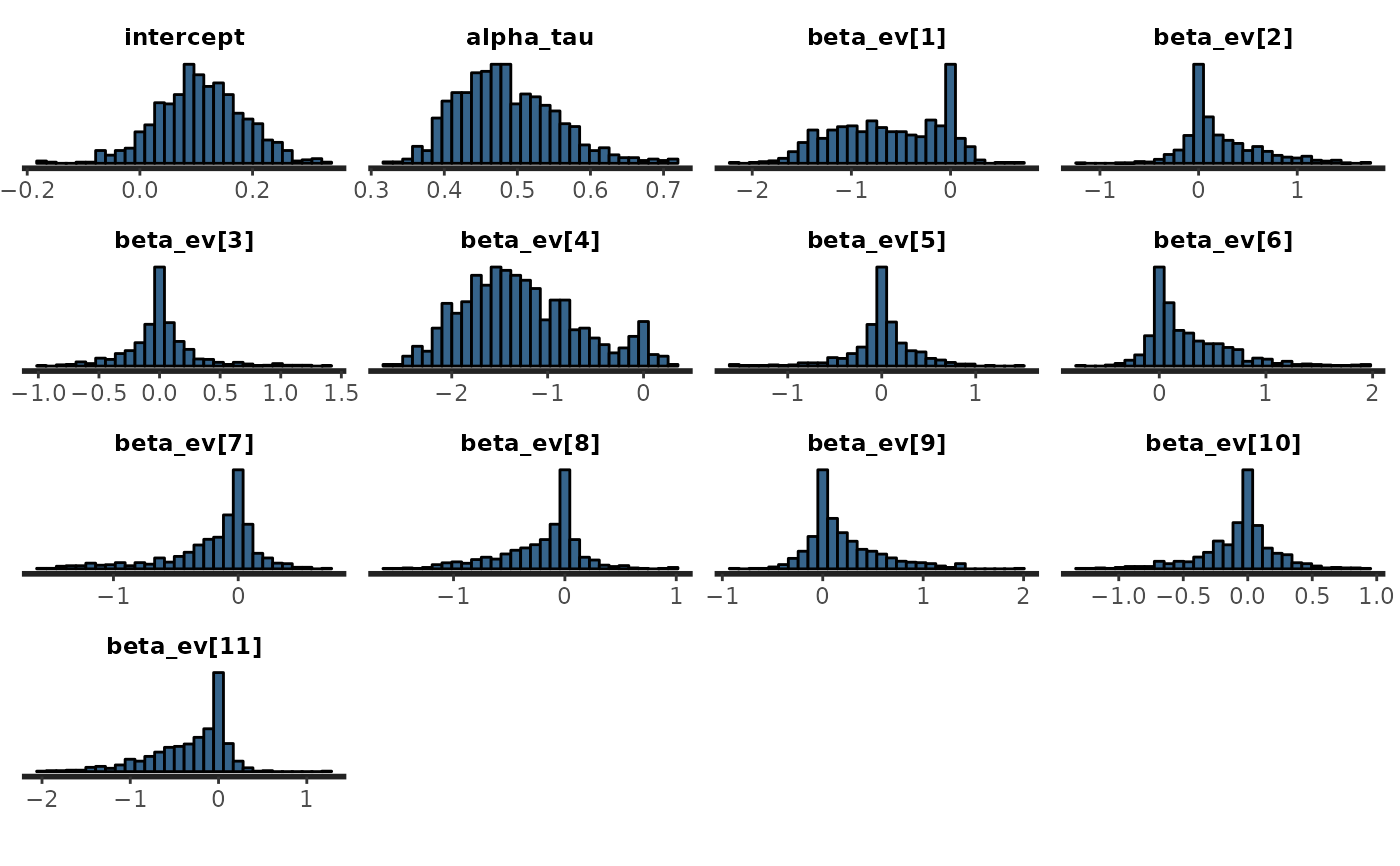 intercept alpha_tau beta_ev[1] beta_ev[2]
−0.2 0.0 0.2 0.3 0.4 0.5 0.6 0.7 −2 −1 0 −1 0 1
beta_ev[3] beta_ev[4] beta_ev[5] beta_ev[6]
−1.0 −0.5 0.0 0.5 1.0 1.5 −2 −1 0 −1 0 1 0 1 2
beta_ev[7] beta_ev[8] beta_ev[9] beta_ev[10]
−1 0 −1 0 1 −1 0 1 2 −1.0 −0.5 0.0 0.5 1.0
beta_ev[11]
−2 −1 0 1